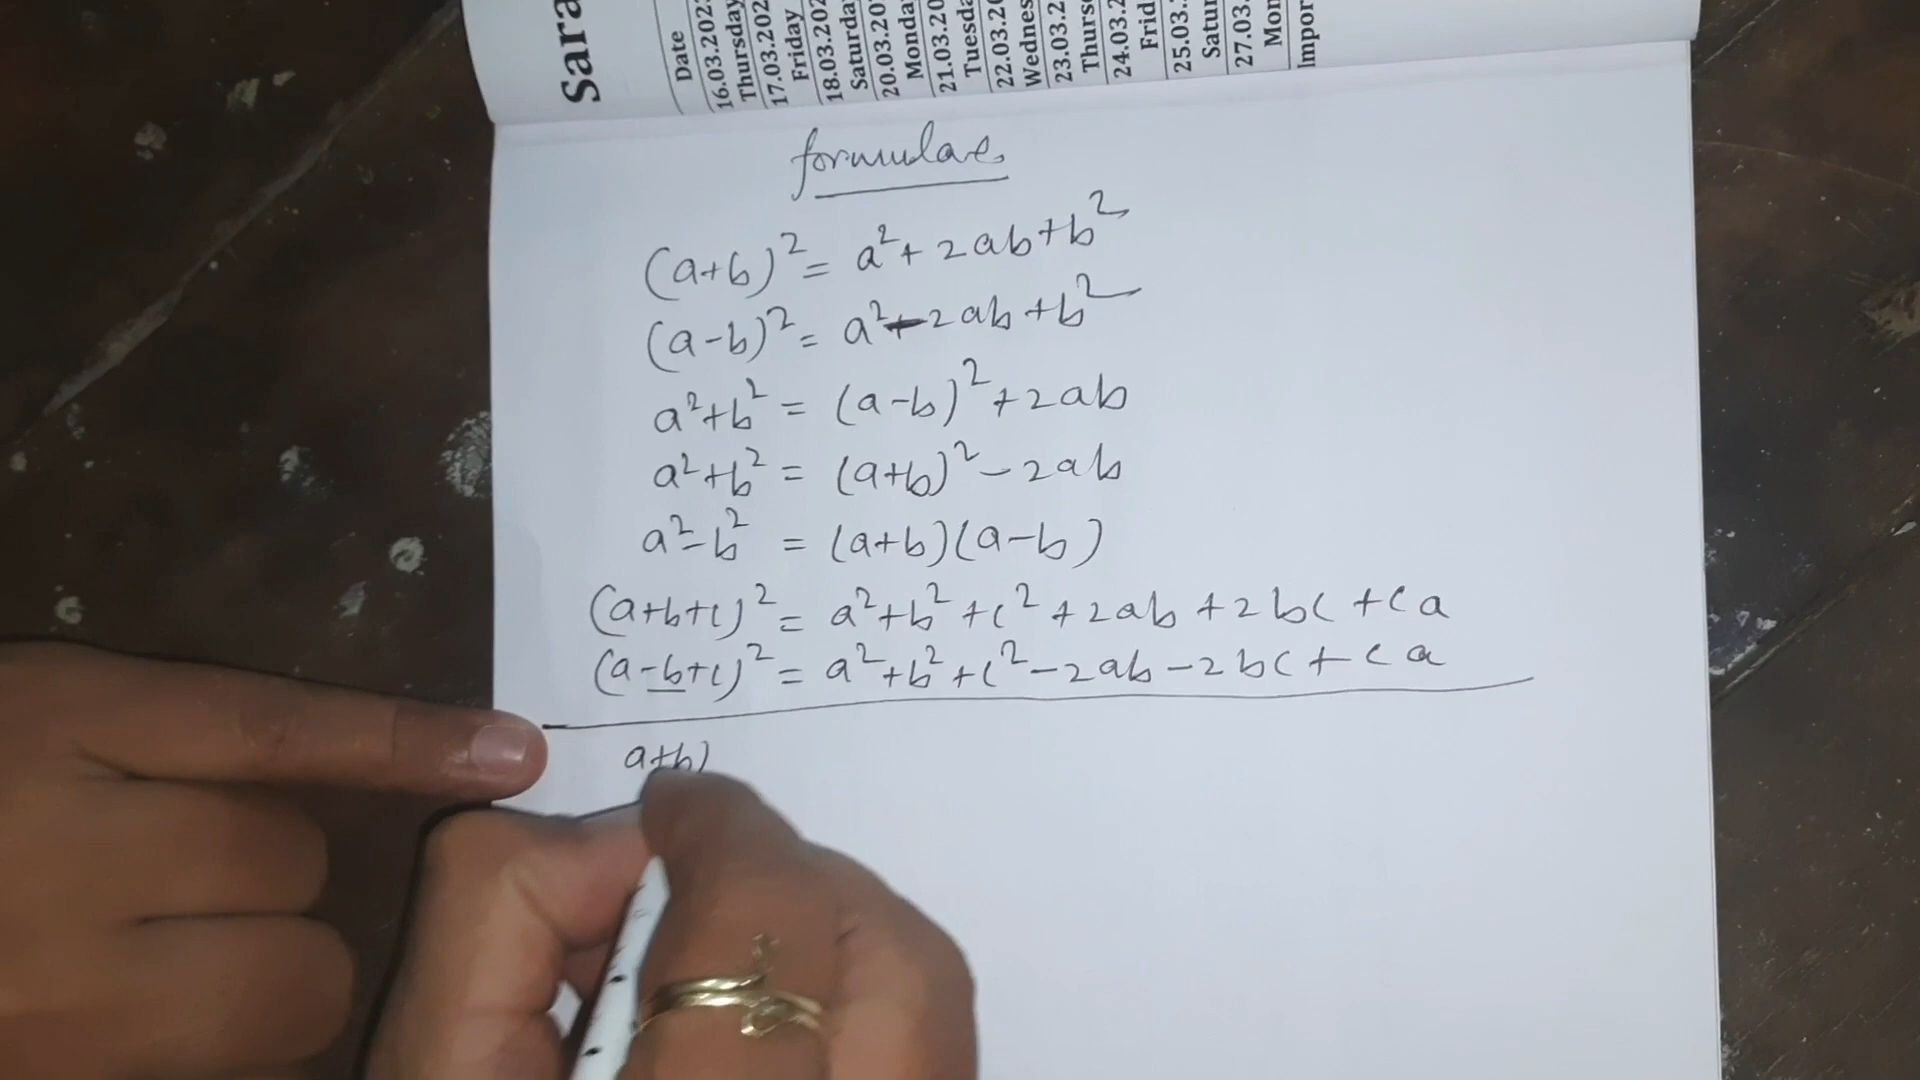 Sara
Date
16.03.202
Thursday
17.03.202
Friday
18.03.202
Saturda
20.03.20
Monda
21.03.20
Tuesda
22.03.20
Wednes
23.03.2
Thurs
24.03.2
Frid
25.03.
Satur
27.03.
Mon
Impor
formulae
(a+b)²= a²+2ab+b²
(a-b)²= a²-2ab+b²
a²+b² = (a-b)²+2ab
a²+b² = (a+b)²-2ab
a²-b² = (a+b)(a-b)
(a+b+c)²= a²+b²+c²+2ab+2bc+ca
(a-b+c)²= a²+b²+c²-2ab-2bc+ca
a+b)